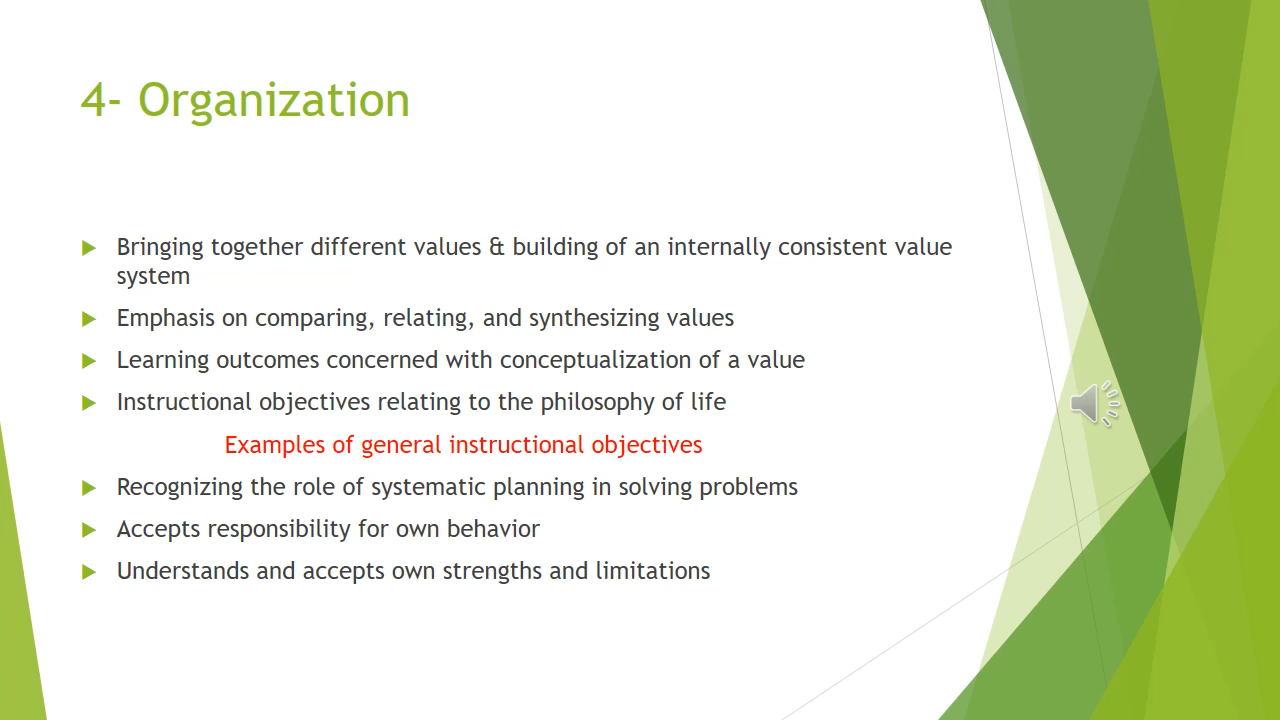 4- Organization
Bringing together different values & building of an internally consistent value
system
Emphasis on comparing, relating, and synthesizing values
Learning outcomes concerned with conceptualization of a value
Instructional objectives relating to the philosophy of life
Examples of general instructional objectives
Recognizing the role of systematic planning in solving problems
Accepts responsibility for own behavior
Understands and accepts own strengths and limitations